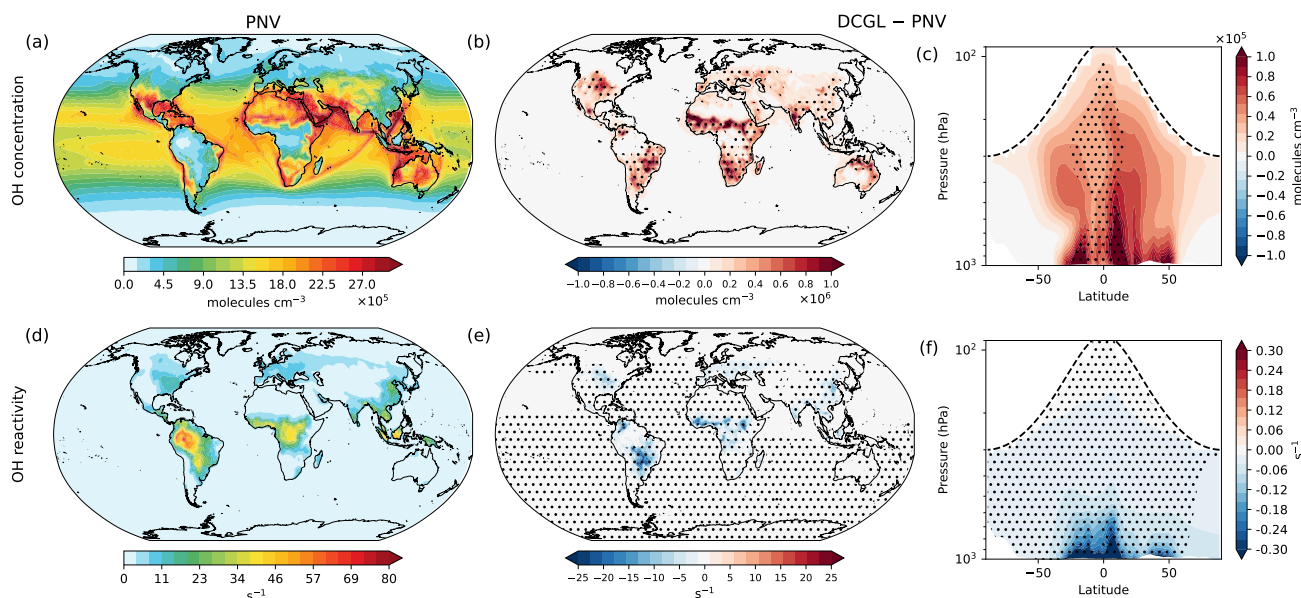 PNV
DCGL − PNV
(a)
(b)
(c)
OH concentration
0.0 4.5 9.0 13.5 18.0 22.5 27.0
molecules cm⁻³
×10⁵
−1.0 −0.8 −0.6 −0.4 −0.2 0.0 0.2 0.4 0.6 0.8 1.0
molecules cm⁻³
×10⁶
10²
Pressure (hPa)
10³
−50 0 50
Latitude
×10⁵
1.0
0.8
0.6
0.4
0.2
0.0
−0.2
−0.4
−0.6
−0.8
−1.0
molecules cm⁻³
(d)
(e)
(f)
OH reactivity
0 11 23 34 46 57 69 80
s⁻¹
−25 −20 −15 −10 −5 0 5 10 15 20 25
s⁻¹
10²
Pressure (hPa)
10³
−50 0 50
Latitude
0.30
0.24
0.18
0.12
0.06
0.00
−0.06
−0.12
−0.18
−0.24
−0.30
s⁻¹